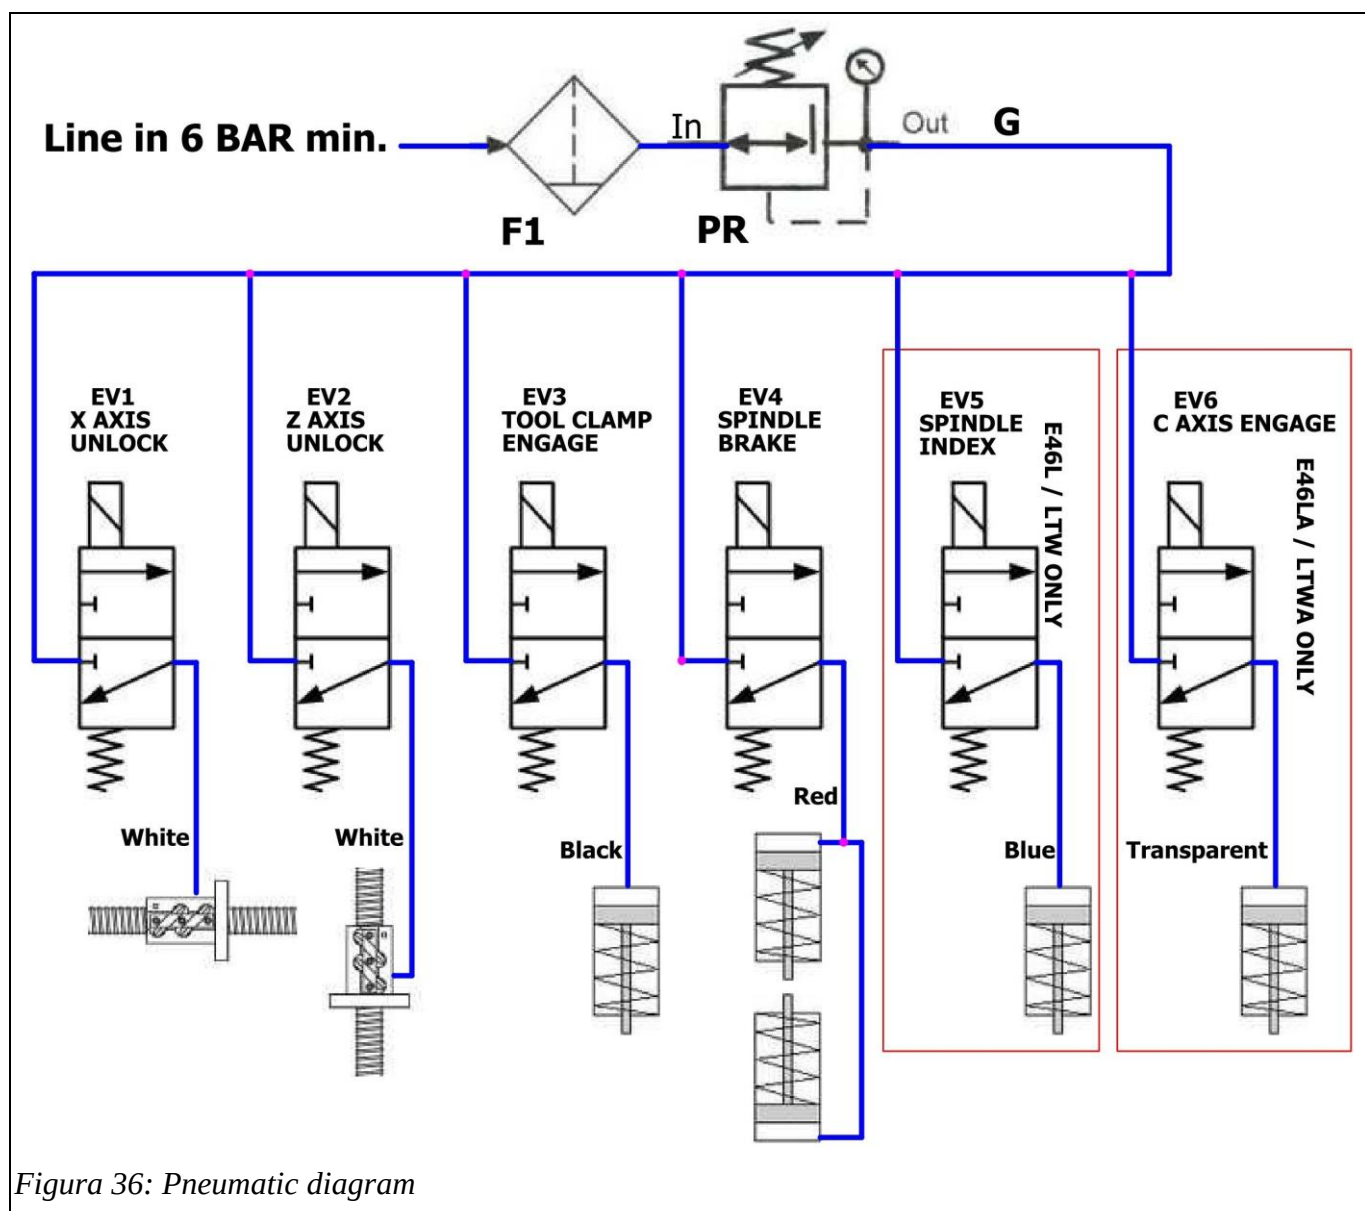 Line in 6 BAR min.
In
Out
G
F1
PR
EV1
X AXIS
UNLOCK
EV2
Z AXIS
UNLOCK
EV3
TOOL CLAMP
ENGAGE
EV4
SPINDLE
BRAKE
EV5
SPINDLE
INDEX
E46L / LTW ONLY
EV6
C AXIS ENGAGE
E46LA / LTWA ONLY
White
White
Black
Red
Blue
Transparent
Figura 36: Pneumatic diagram